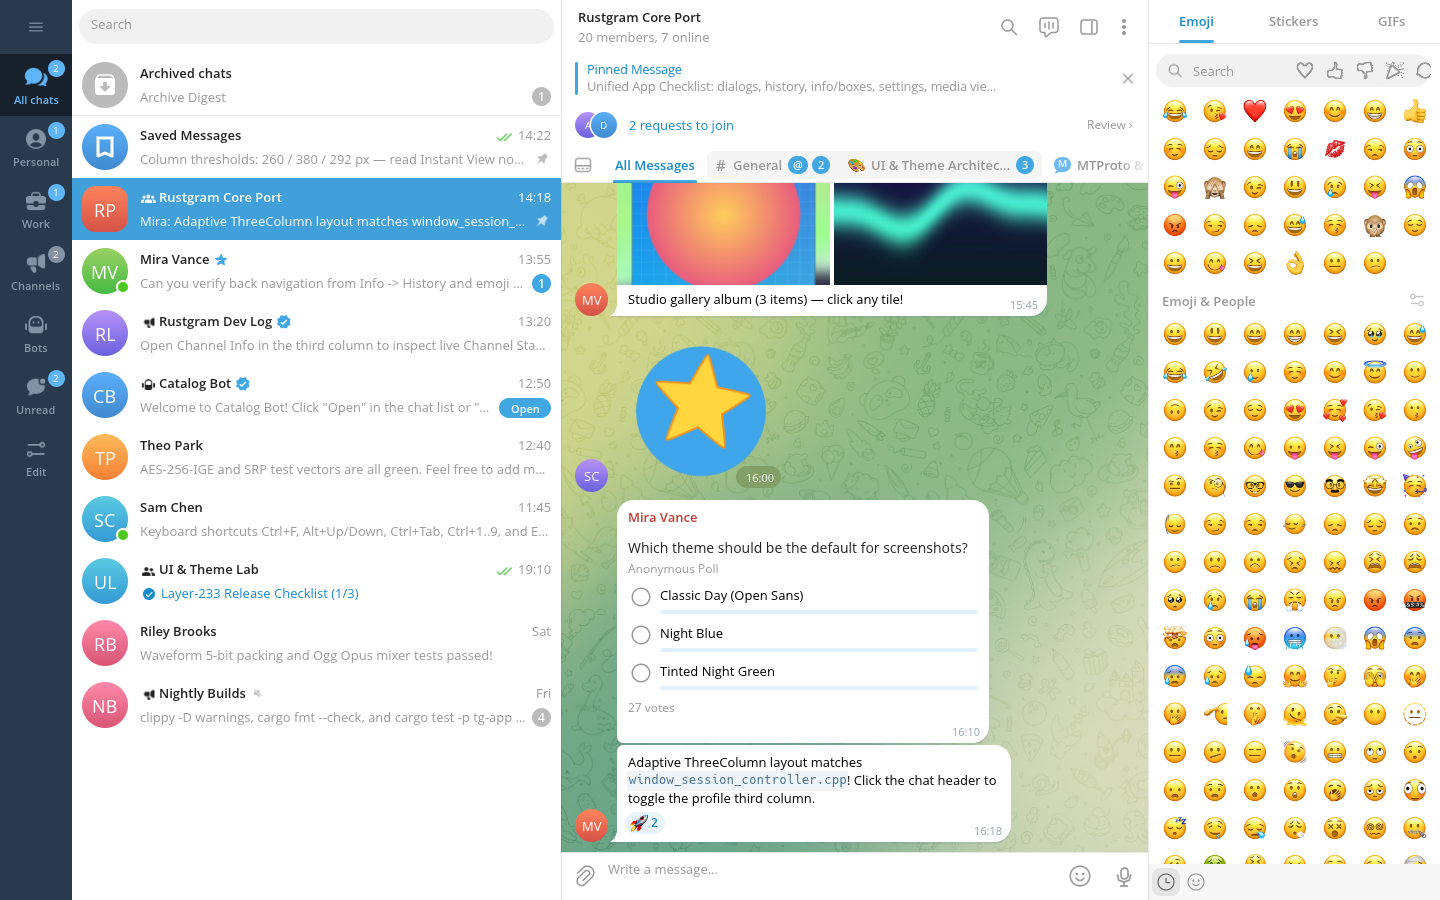 2
All chats
1
Personal
1
Work
2
Channels
Bots
2
Unread
Edit
Search
Archived chats
Archive Digest
1
Saved Messages
14:22
Column thresholds: 260 / 380 / 292 px — read Instant View no...
RP
Rustgram Core Port
14:18
Mira: Adaptive ThreeColumn layout matches window_session_...
MV
Mira Vance
13:55
Can you verify back navigation from Info -> History and emoji ...
1
RL
Rustgram Dev Log
13:20
Open Channel Info in the third column to inspect live Channel Sta...
CB
Catalog Bot
12:50
Welcome to Catalog Bot! Click "Open" in the chat list or "...
Open
TP
Theo Park
12:40
AES-256-IGE and SRP test vectors are all green. Feel free to add m...
SC
Sam Chen
11:45
Keyboard shortcuts Ctrl+F, Alt+Up/Down, Ctrl+Tab, Ctrl+1..9, and E...
UL
UI & Theme Lab
19:10
Layer-233 Release Checklist (1/3)
RB
Riley Brooks
Sat
Waveform 5-bit packing and Ogg Opus mixer tests passed!
NB
Nightly Builds
Fri
clippy -D warnings, cargo fmt --check, and cargo test -p tg-app ...
4
Rustgram Core Port
20 members, 7 online
Pinned Message
Unified App Checklist: dialogs, history, info/boxes, settings, media vie...
A D
2 requests to join
Review ›
All Messages
# General @ 2
UI & Theme Architec... 3
M MTProto &
MV
Studio gallery album (3 items) — click any tile!
15:45
SC
16:00
Mira Vance
Which theme should be the default for screenshots?
Anonymous Poll
Classic Day (Open Sans)
Night Blue
Tinted Night Green
27 votes
16:10
Adaptive ThreeColumn layout matches
window_session_controller.cpp! Click the chat header to
toggle the profile third column.
MV
2
16:18
Write a message...
Emoji
Stickers
GIFs
Search
Emoji & People